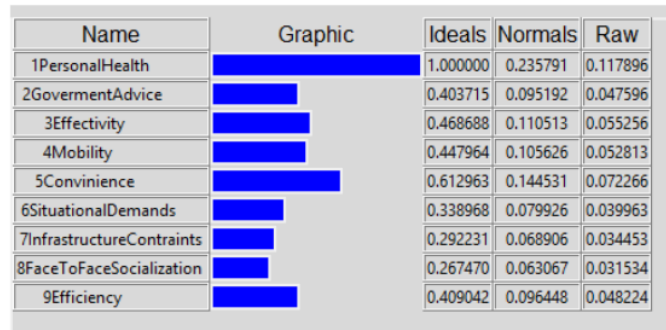 Name Graphic Ideals Normals Raw
1PersonalHealth 1.000000 0.235791 0.117896
2GovermentAdvice 0.403715 0.095192 0.047596
3Effectivity 0.468688 0.110513 0.055256
4Mobility 0.447964 0.105626 0.052813
5Convinience 0.612963 0.144531 0.072266
6SituationalDemands 0.338968 0.079926 0.039963
7InfrastructureContraints 0.292231 0.068906 0.034453
8FaceToFaceSocialization 0.267470 0.063067 0.031534
9Efficiency 0.409042 0.096448 0.048224